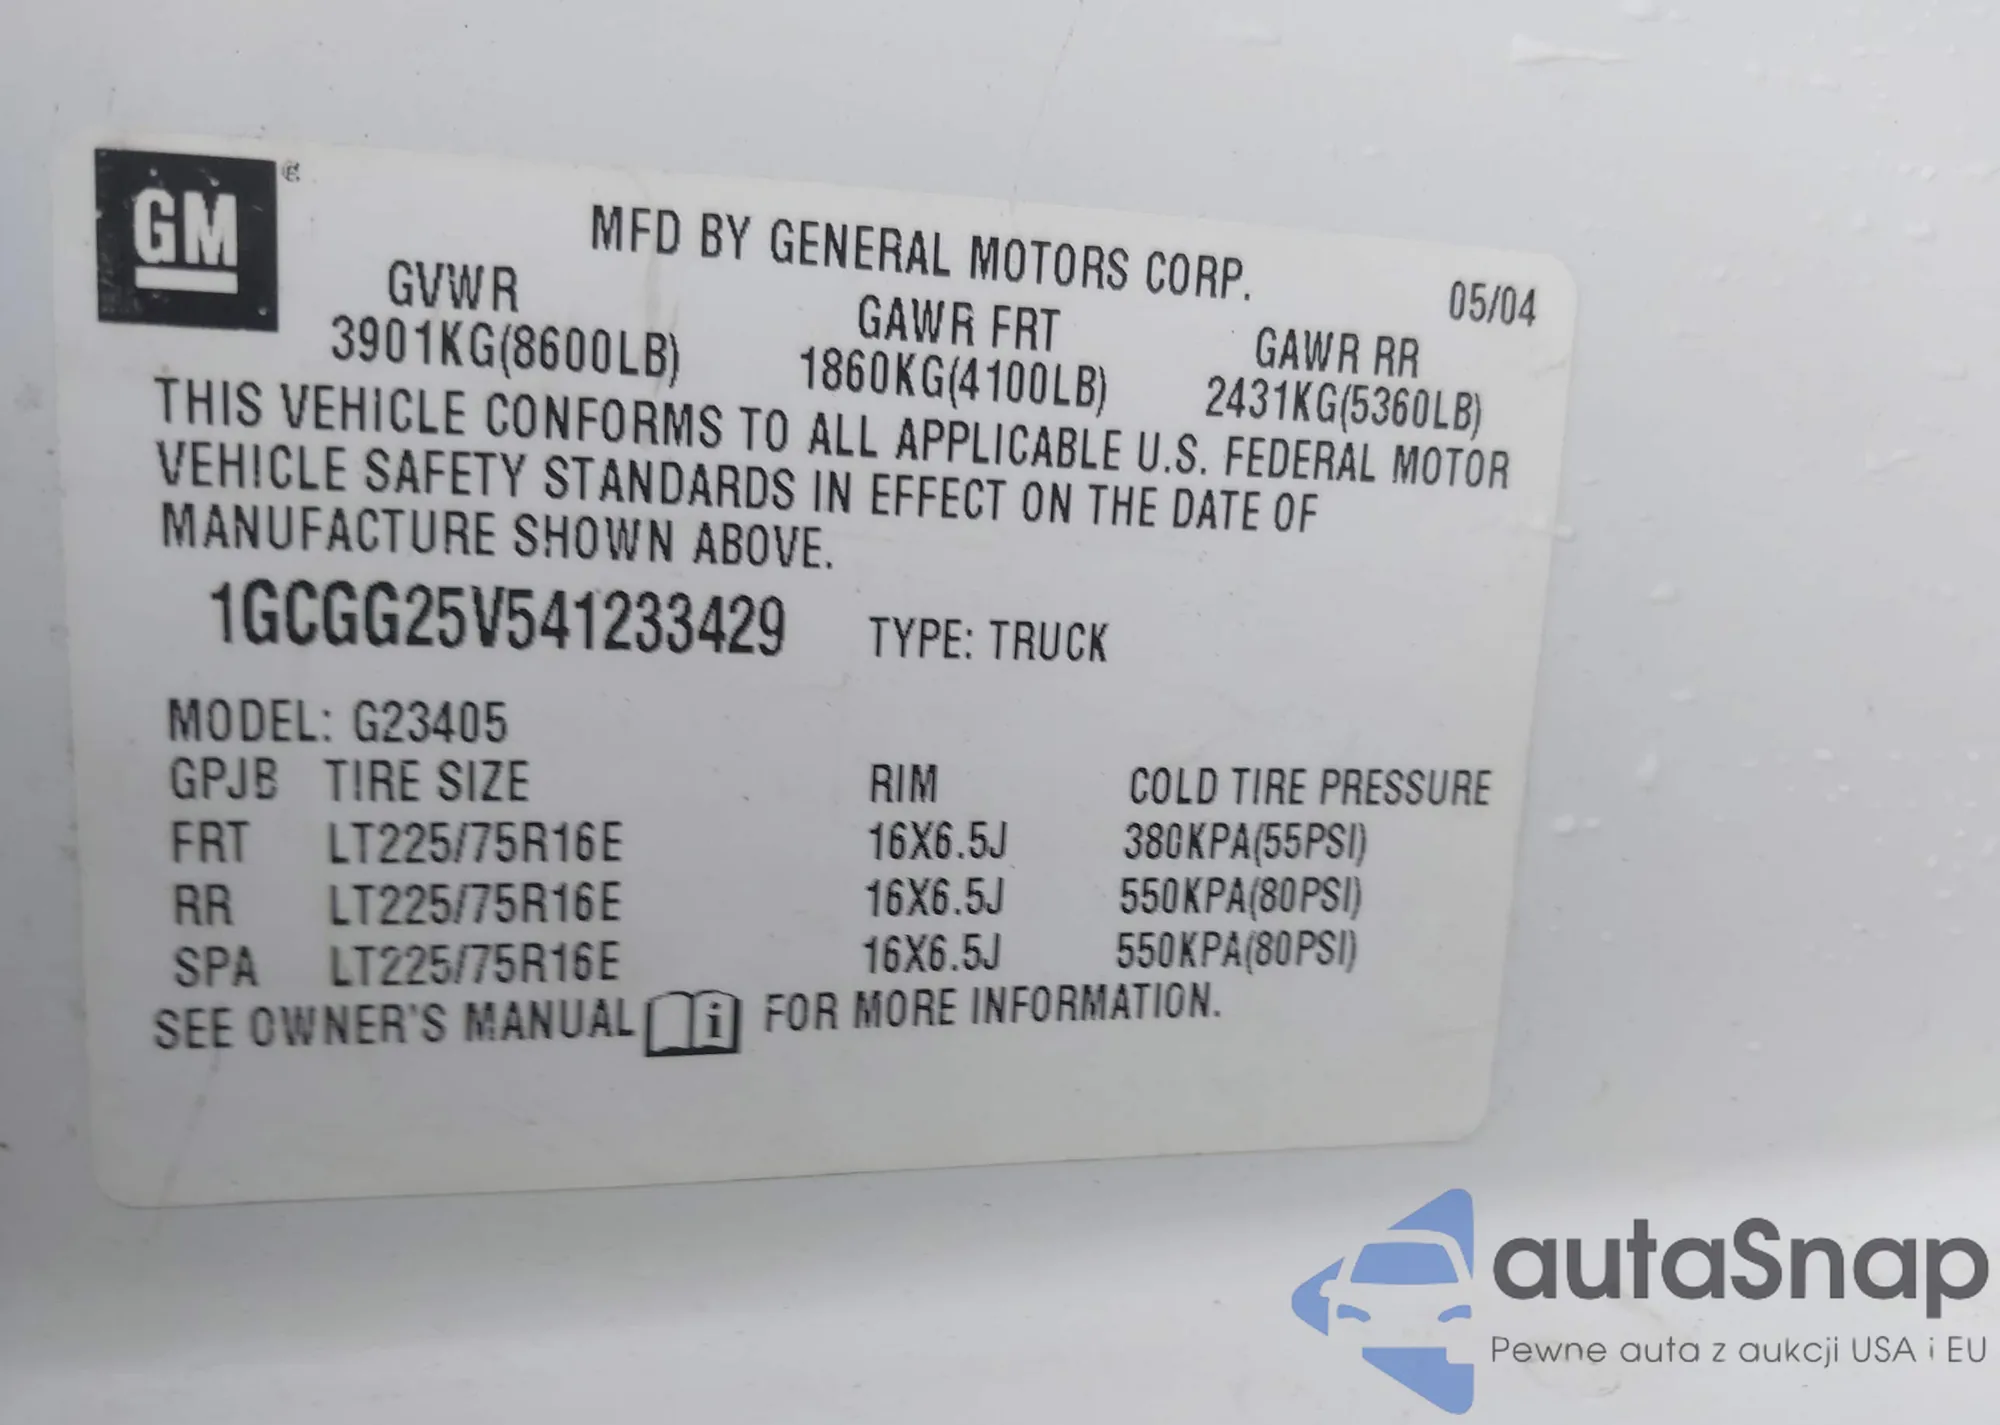 GM
MFD BY GENERAL MOTORS CORP. 05/04
GVWR GAWR FRT GAWR RR
3901KG(8600LB) 1860KG(4100LB) 2431KG(5360LB)
THIS VEHICLE CONFORMS TO ALL APPLICABLE U.S. FEDERAL MOTOR
VEHICLE SAFETY STANDARDS IN EFFECT ON THE DATE OF
MANUFACTURE SHOWN ABOVE.
1GCGG25V541233429 TYPE: TRUCK
MODEL: G23405
GPJB TIRE SIZE RIM COLD TIRE PRESSURE
FRT LT225/75R16E 16X6.5J 380KPA(55PSI)
RR LT225/75R16E 16X6.5J 550KPA(80PSI)
SPA LT225/75R16E 16X6.5J 550KPA(80PSI)
SEE OWNER'S MANUAL i FOR MORE INFORMATION.
autaSnap
Pewne auta z aukcji USA i EU